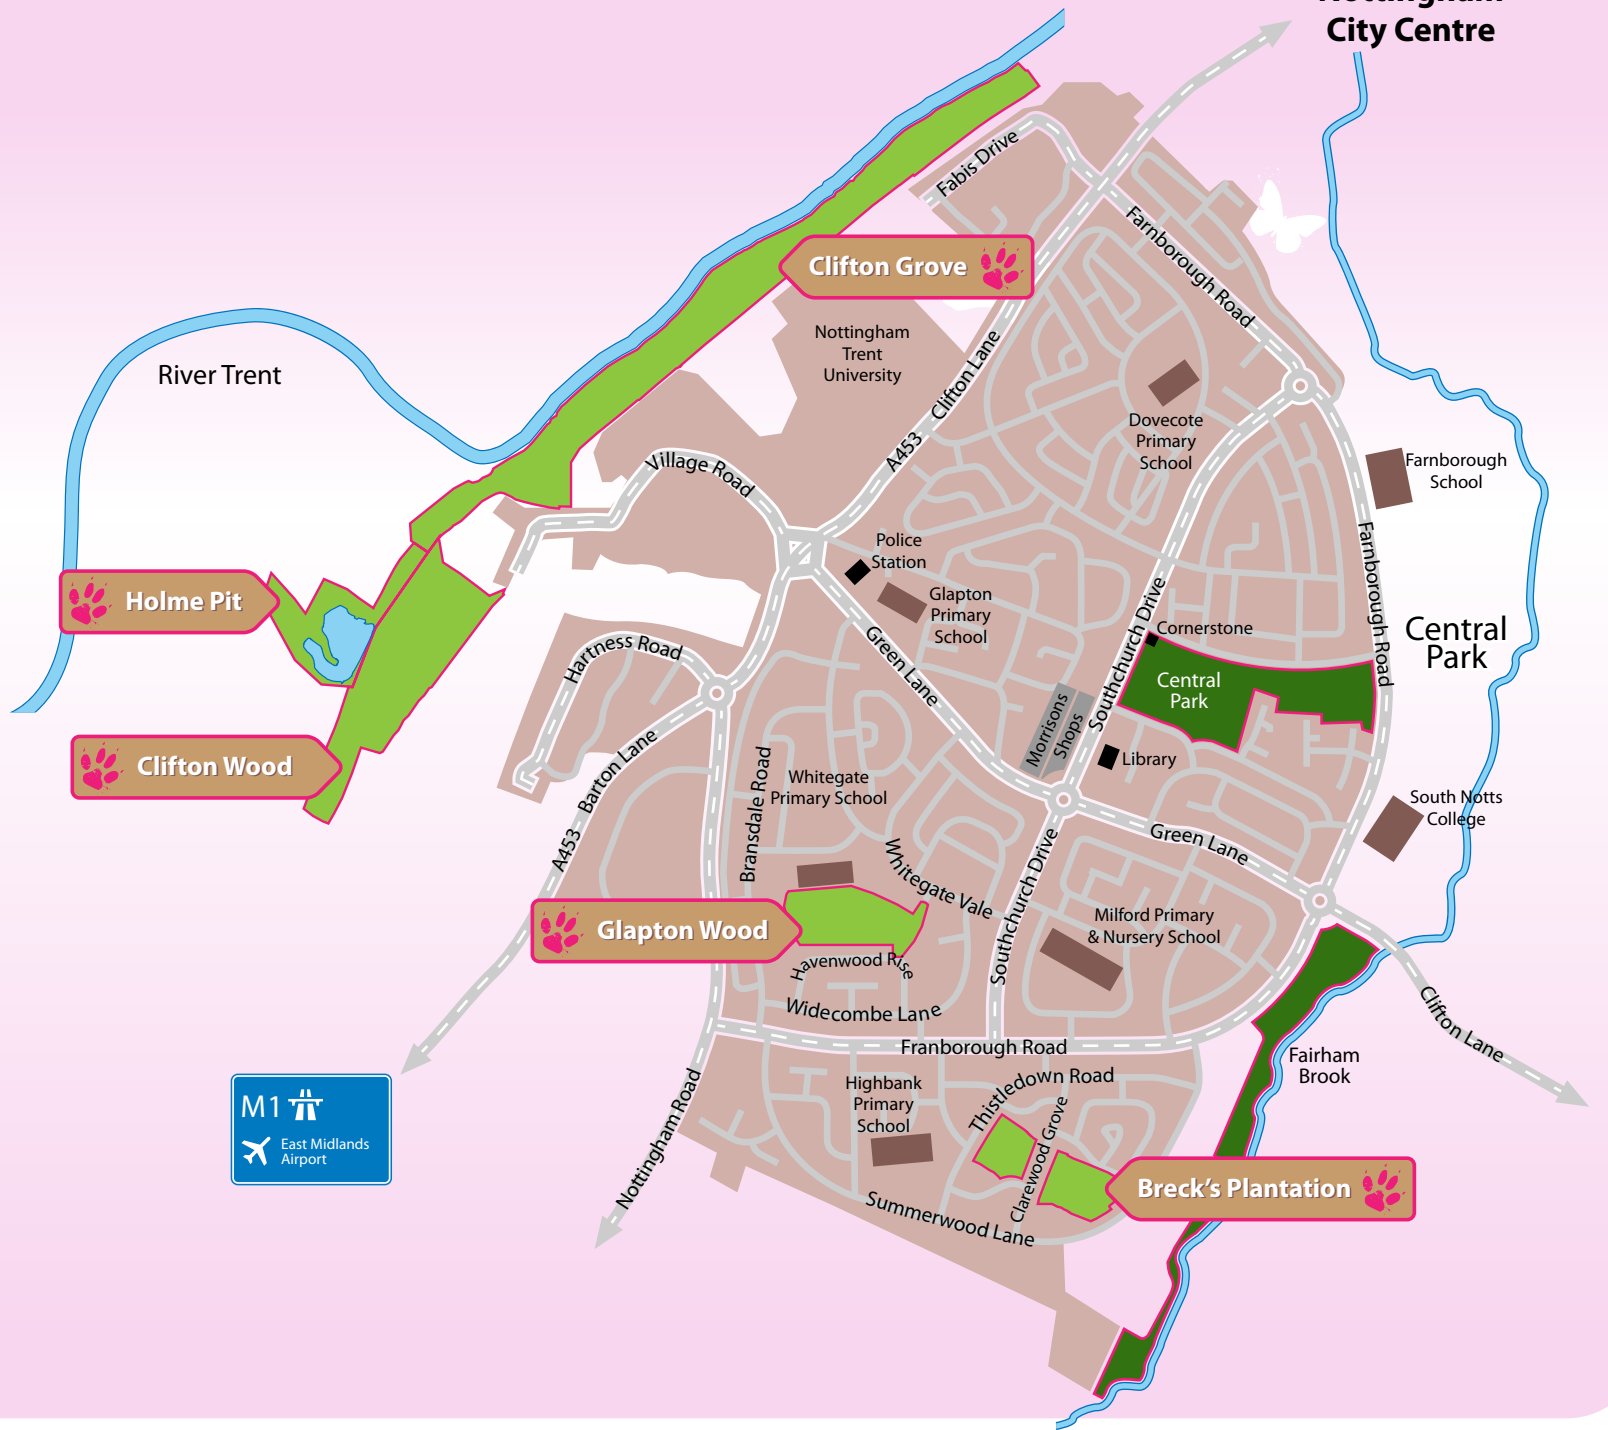 Nottingham
City Centre
Fabis Drive
Farnborough Road
Clifton Grove
Nottingham
Trent
University
A453
Clifton Lane
River Trent
Dovecote
Primary
School
Village Road
Farnborough
School
Farnborough Road
Police
Station
Glapton
Primary
School
Holme Pit
Green Lane
Southchurch Drive
Cornerstone
Central
Park
Central
Park
Hartness Road
Morrisons
Shops
Library
Clifton Wood
A453
Barton Lane
Bransdale Road
Whitegate
Primary School
South Notts
College
Green Lane
Whitegate Vale
Southchurch Drive
Milford Primary
& Nursery School
Glapton Wood
Havenwood Rise
Widecombe Lane
Clifton Lane
Franborough Road
Fairham
Brook
Thistledown Road
Highbank
Primary
School
Clarewood Grove
M1
East Midlands
Airport
Nottingham Road
Breck's Plantation
Summerwood Lane